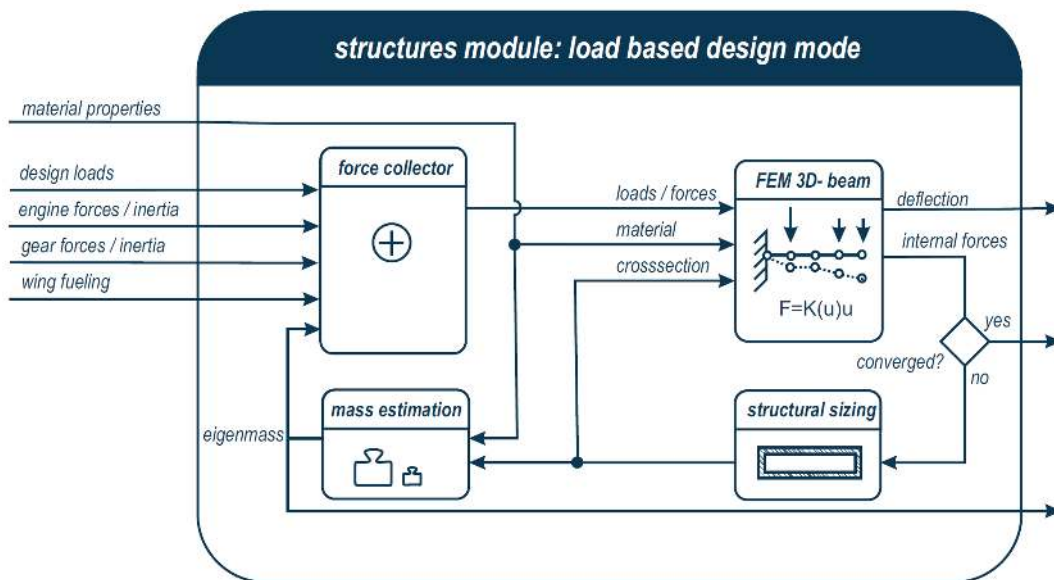 structures module: load based design mode
material properties
design loads
engine forces / inertia
gear forces / inertia
wing fueling
force collector
loads / forces
material
crosssection
FEM 3D- beam
F=K(u)u
deflection
internal forces
yes
converged?
no
mass estimation
eigenmass
structural sizing